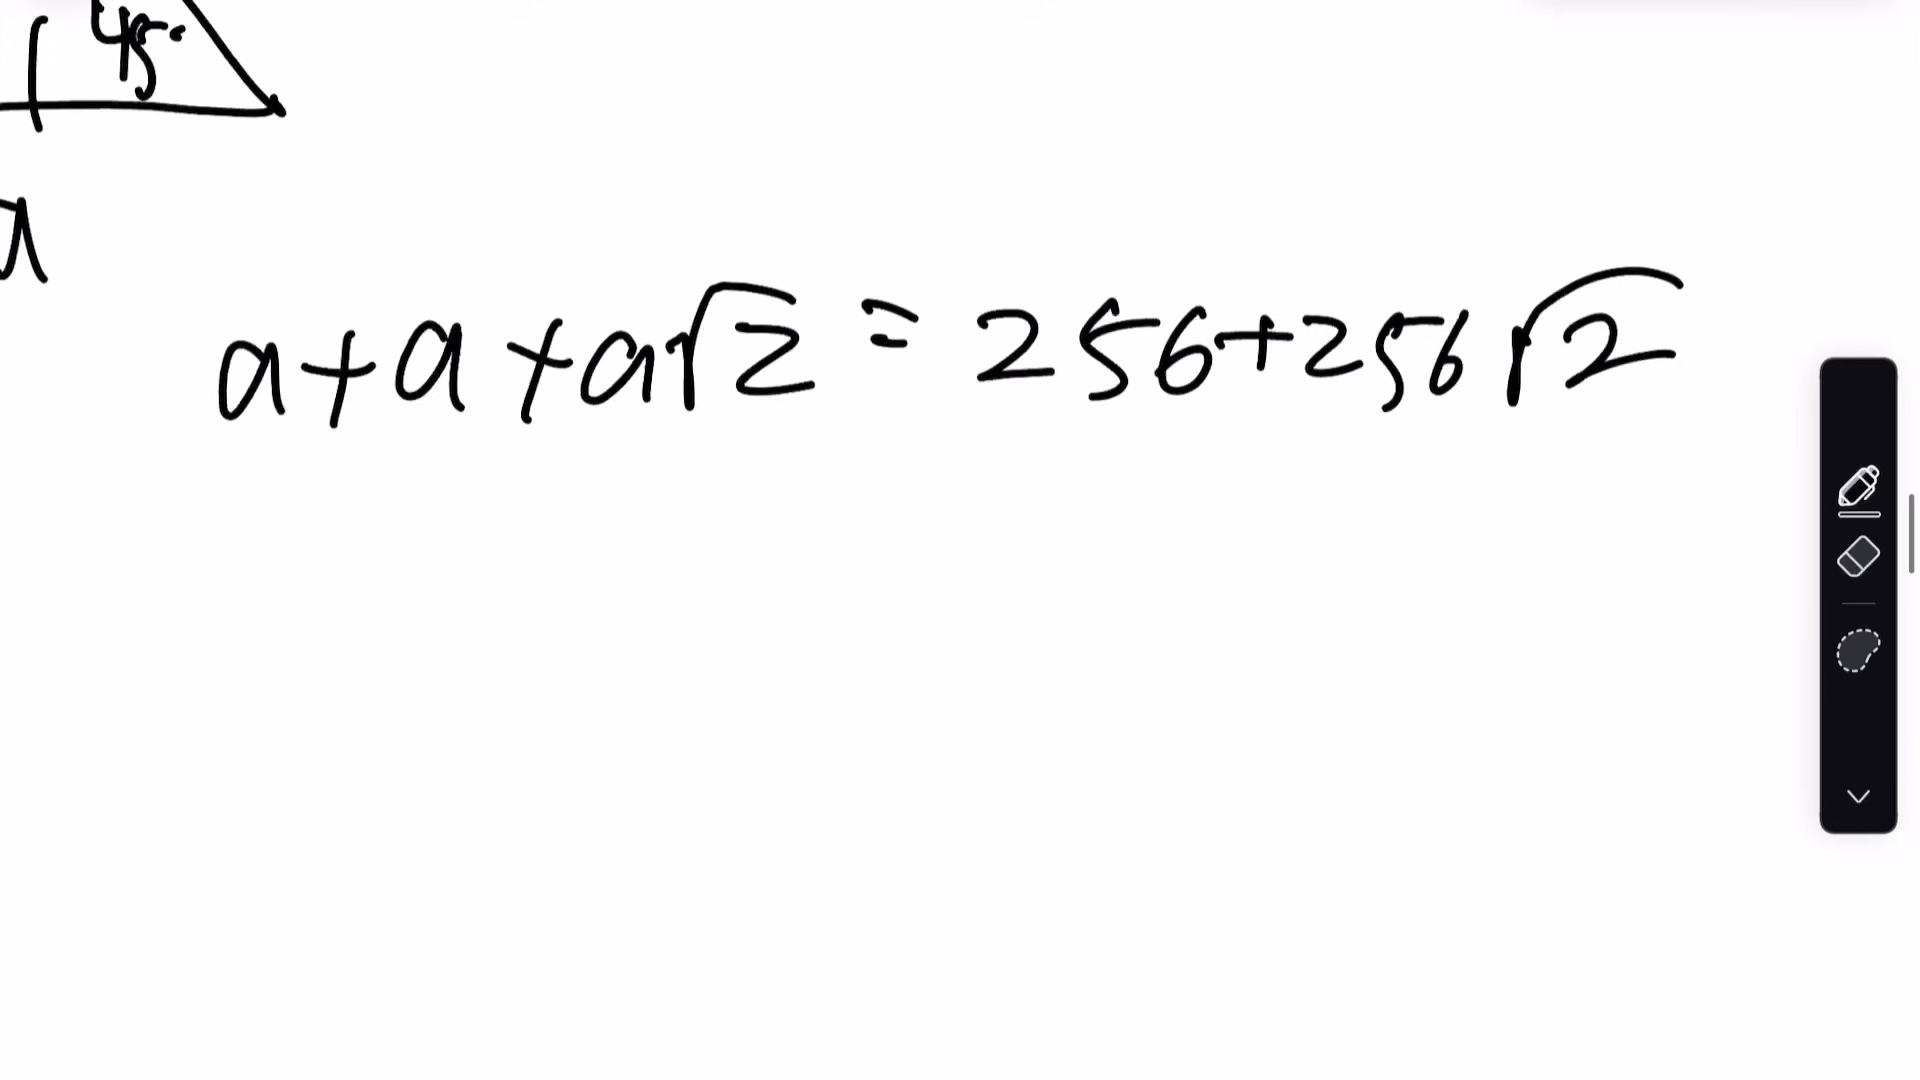 45°
a
a + a + a√2 = 256 + 256√2